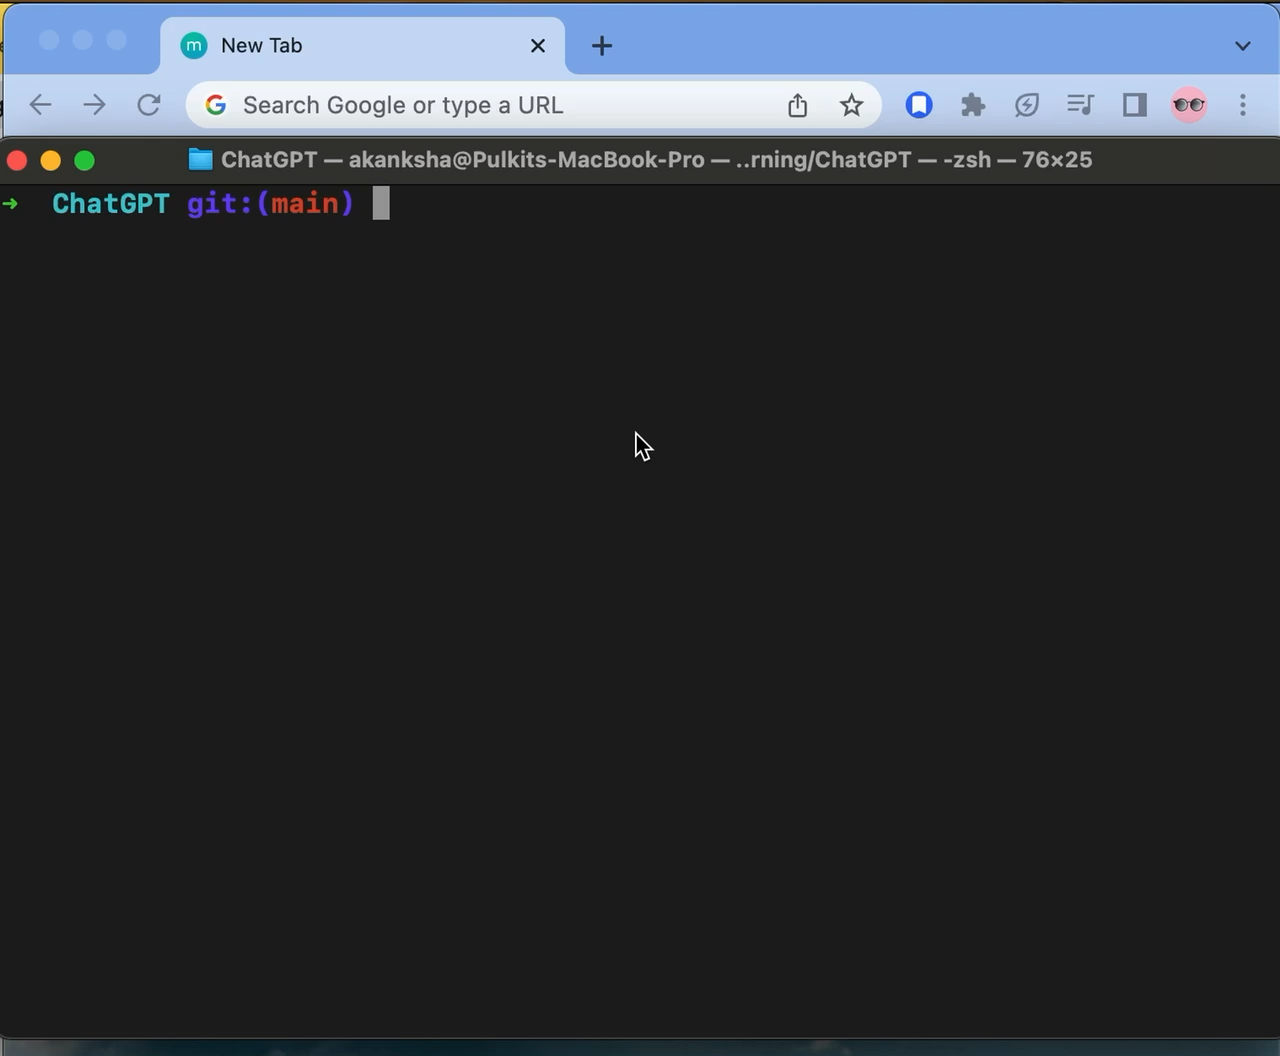 m New Tab
Search Google or type a URL
ChatGPT — akanksha@Pulkits-MacBook-Pro — ..rning/ChatGPT — -zsh — 76×25
➜ ChatGPT git:(main)